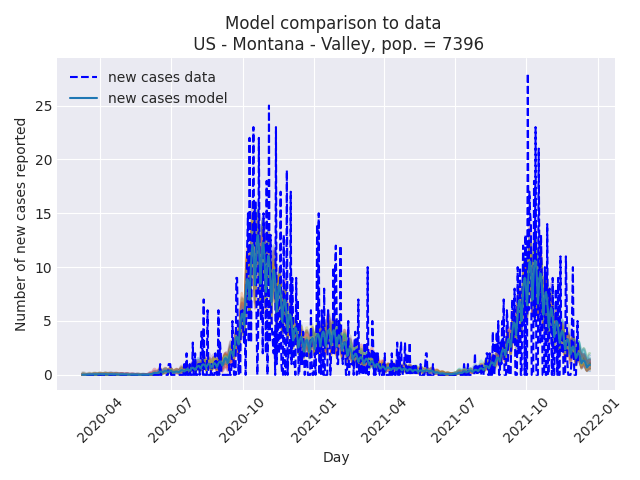 Model comparison to data
US - Montana - Valley, pop. = 7396
new cases data
new cases model
Number of new cases reported
25
20
15
10
5
0
2020-04
2020-07
2020-10
2021-01
2021-04
2021-07
2021-10
2022-01
Day